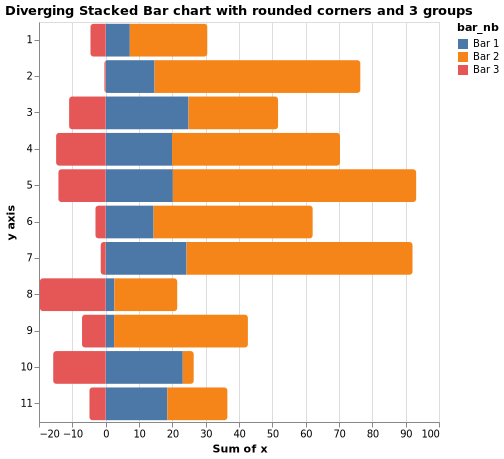 Diverging Stacked Bar chart with rounded corners and 3 groups
bar_nb
Bar 1
Bar 2
Bar 3
y axis
1
2
3
4
5
6
7
8
9
10
11
−20 −10 0 10 20 30 40 50 60 70 80 90 100
Sum of x